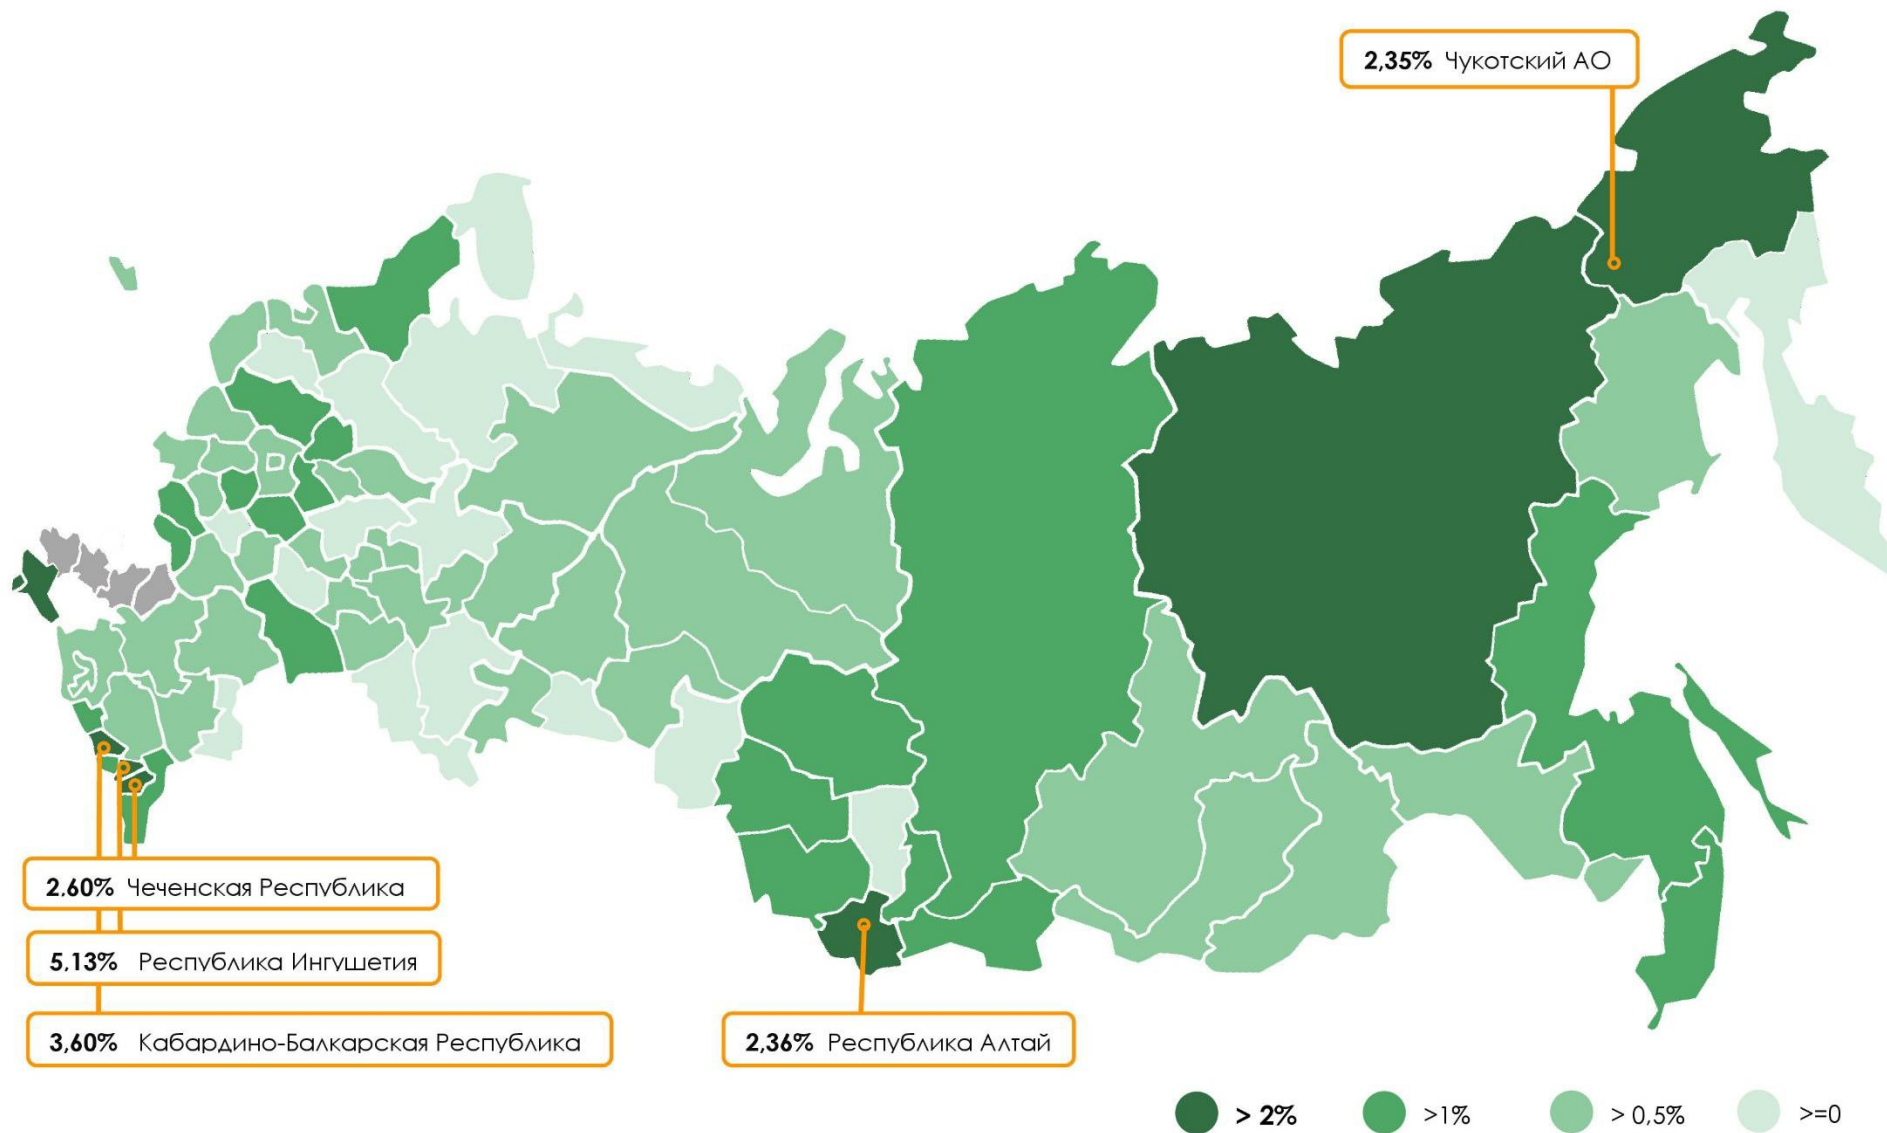 2,35% Чукотский АО
2,60% Чеченская Республика
5,13% Республика Ингушетия
3,60% Кабардино-Балкарская Республика
2,36% Республика Алтай
> 2%
>1%
> 0,5%
>=0